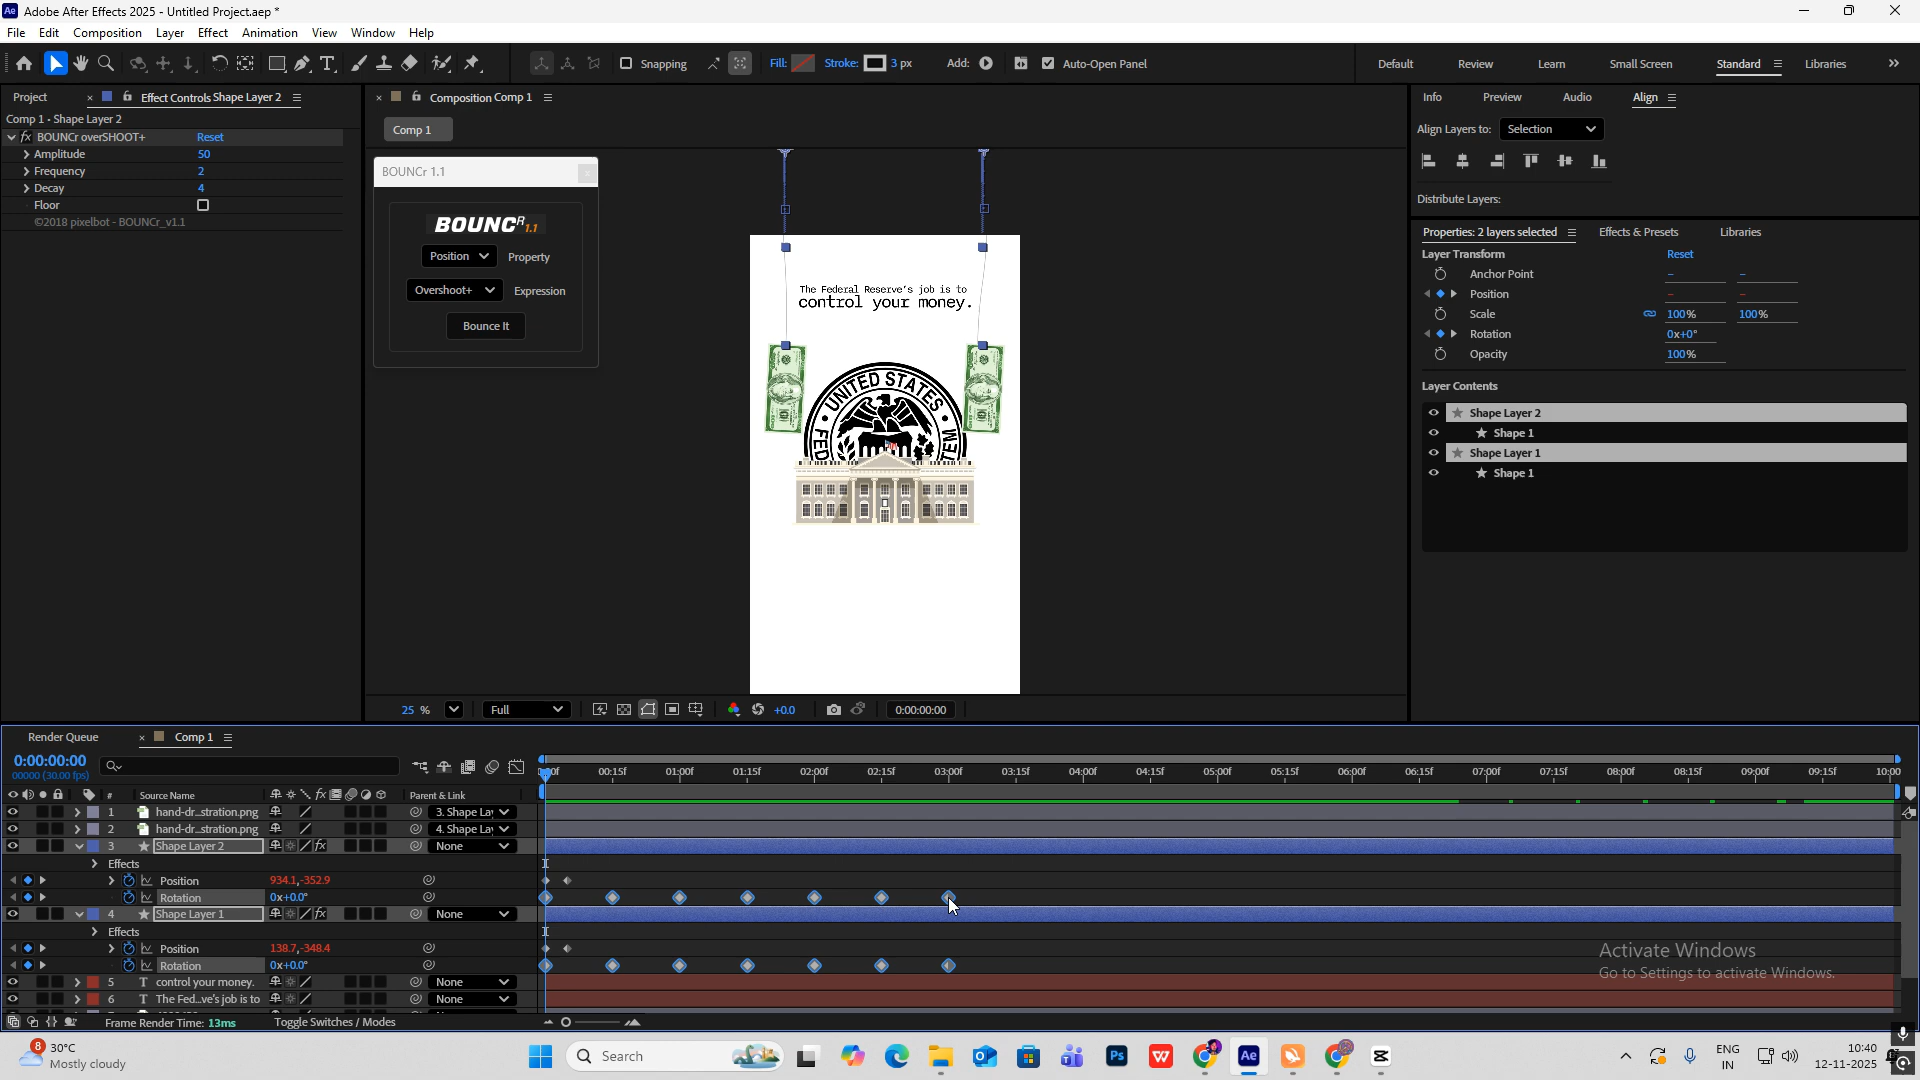 Adobe After Effects 2025 - Untitled Project.aep *
File Edit Composition Layer Effect Animation View Window Help
Snapping Fill: Stroke: 3 px Add: Auto-Open Panel Default Review Learn Small Screen Standard Libraries
Project Effect Controls Shape Layer 2
Comp 1 • Shape Layer 2
BOUNCr overSHOOT+ Reset
Amplitude 50
Frequency 2
Decay 4
Floor
©2018 pixelbot - BOUNCr_v1.1
Composition Comp 1
Comp 1
BOUNCr 1.1
BOUNCR 1.1
Position Property
Overshoot+ Expression
Bounce It
The Federal Reserve's job is to
control your money.
UNITED STATES
25 % Full +0.0 0:00:00:00
Info Preview Audio Align
Align Layers to: Selection
Distribute Layers:
Properties: 2 layers selected Effects & Presets Libraries
Layer Transform Reset
Anchor Point - -
Position - -
Scale 100% 100%
Rotation 0x+0°
Opacity 100%
Layer Contents
Shape Layer 2
Shape 1
Shape Layer 1
Shape 1
Render Queue Comp 1
0:00:00:00
00000 (30.00 fps)
00:15f 01:00f 01:15f 02:00f 02:15f 03:00f 03:15f 04:00f 04:15f 05:00f 05:15f 06:00f 06:15f 07:00f 07:15f 08:00f 08:15f 09:00f 09:15f 10:00
# Source Name Parent & Link
1 hand-dr...stration.png 3. Shape La
2 hand-dr...stration.png 4. Shape La
3 Shape Layer 2 None
Effects
Position 934.1,-352.9
Rotation 0x+0.0°
4 Shape Layer 1 None
Effects
Position 138.7,-348.4
Rotation 0x+0.0°
5 T control your money. None
6 T The Fed...ve's job is to None
Frame Render Time: 13ms Toggle Switches / Modes
Activate Windows
Go to Settings to activate Windows.
8 30°C
Mostly cloudy
Search
ENG
IN
10:40
12-11-2025